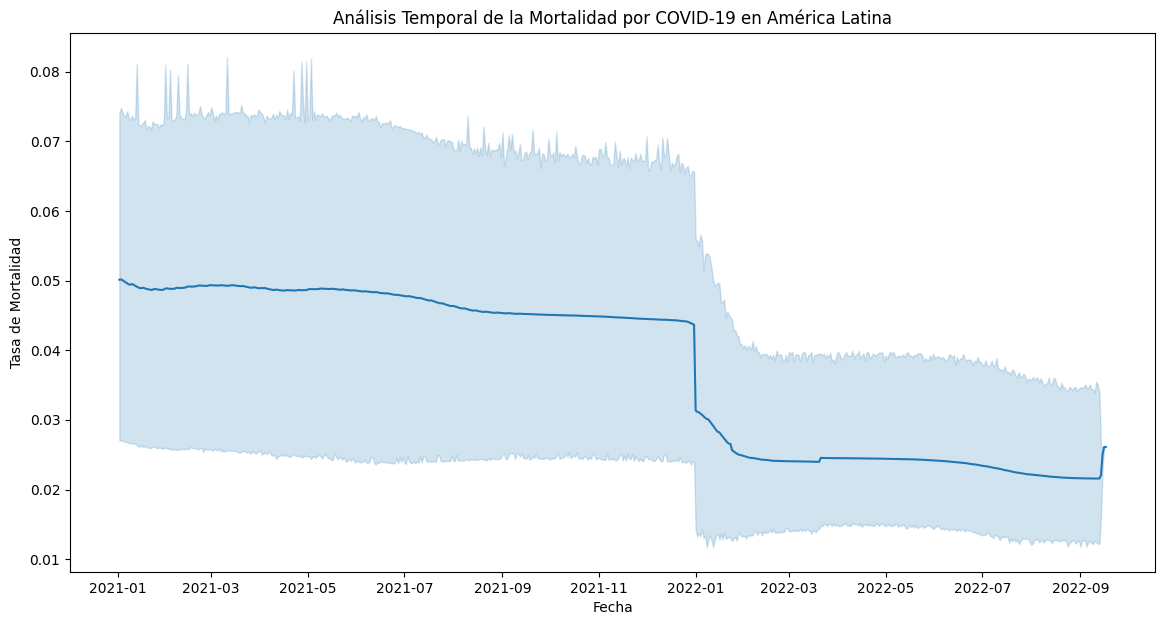 Análisis Temporal de la Mortalidad por COVID-19 en América Latina
Tasa de Mortalidad
0.08
0.07
0.06
0.05
0.04
0.03
0.02
0.01
2021-01 2021-03 2021-05 2021-07 2021-09 2021-11 2022-01 2022-03 2022-05 2022-07 2022-09
Fecha